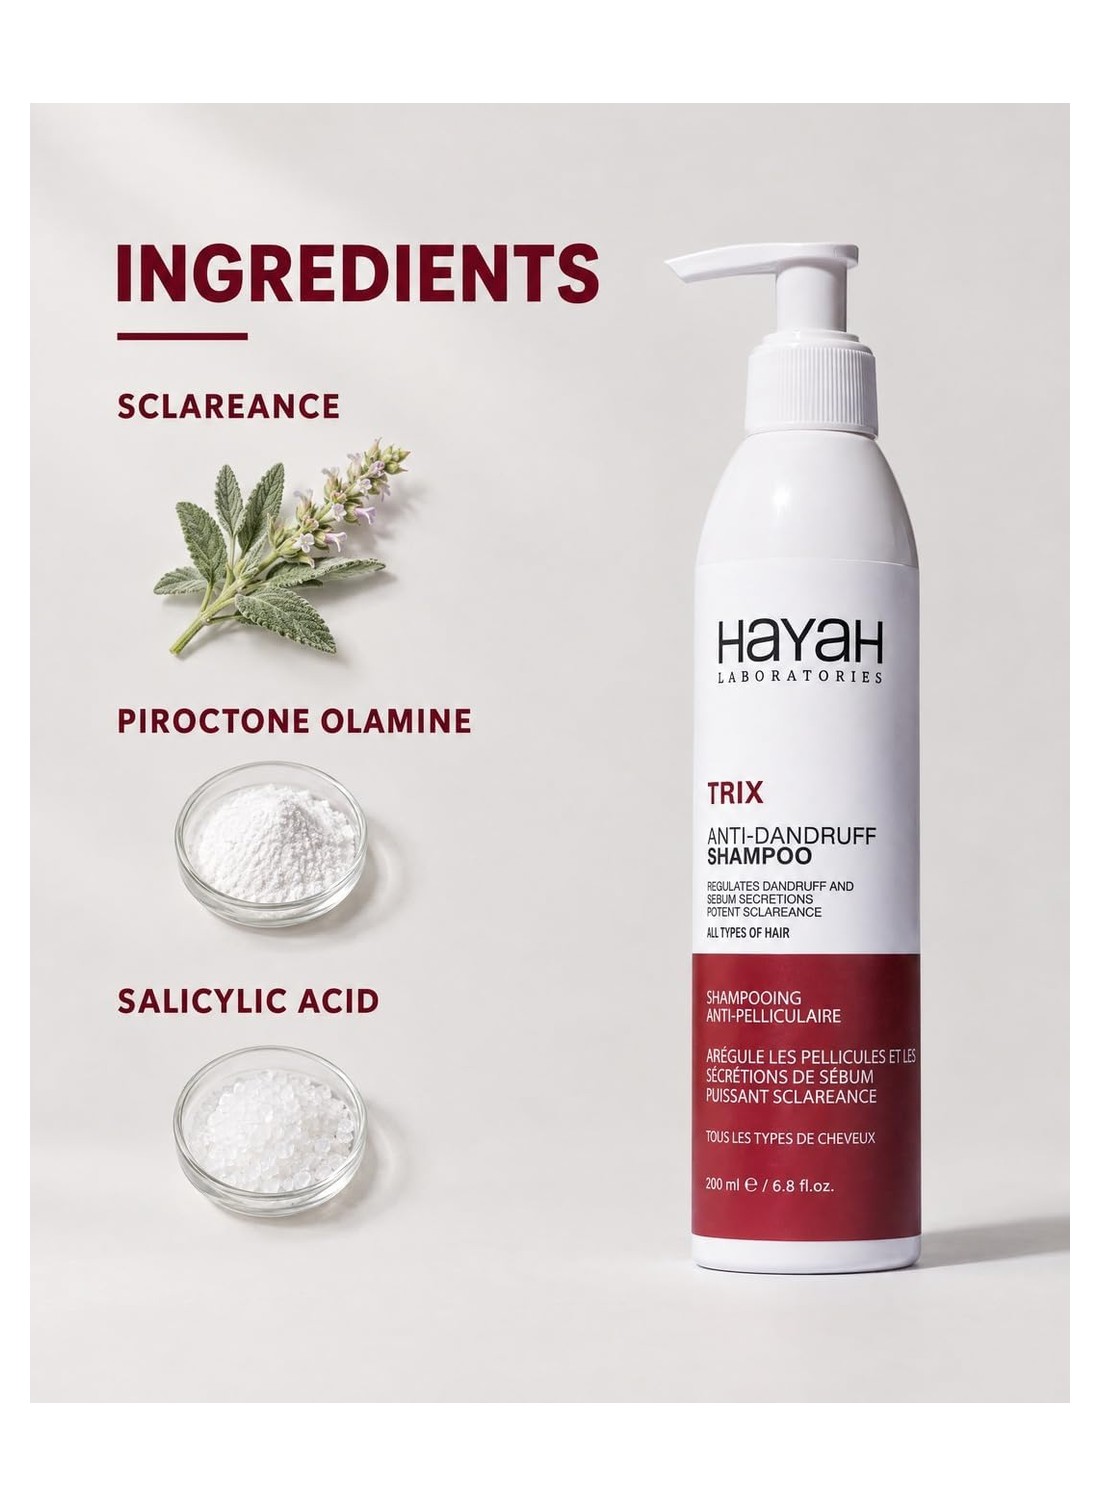 INGREDIENTS
SCLAREANCE
PIROCTONE OLAMINE
SALICYLIC ACID
HAYAH
LABORATORIES
TRIX
ANTI-DANDRUFF
SHAMPOO
REGULATES DANDRUFF AND
SEBUM SECRETIONS
POTENT SCLAREANCE
ALL TYPES OF HAIR
SHAMPOOING
ANTI-PELLICULAIRE
ARÉGULE LES PELLICULES ET LES
SÉCRÉTIONS DE SÉBUM
PUISSANT SCLAREANCE
TOUS LES TYPES DE CHEVEUX
200 ml ℮ / 6.8 fl.oz.